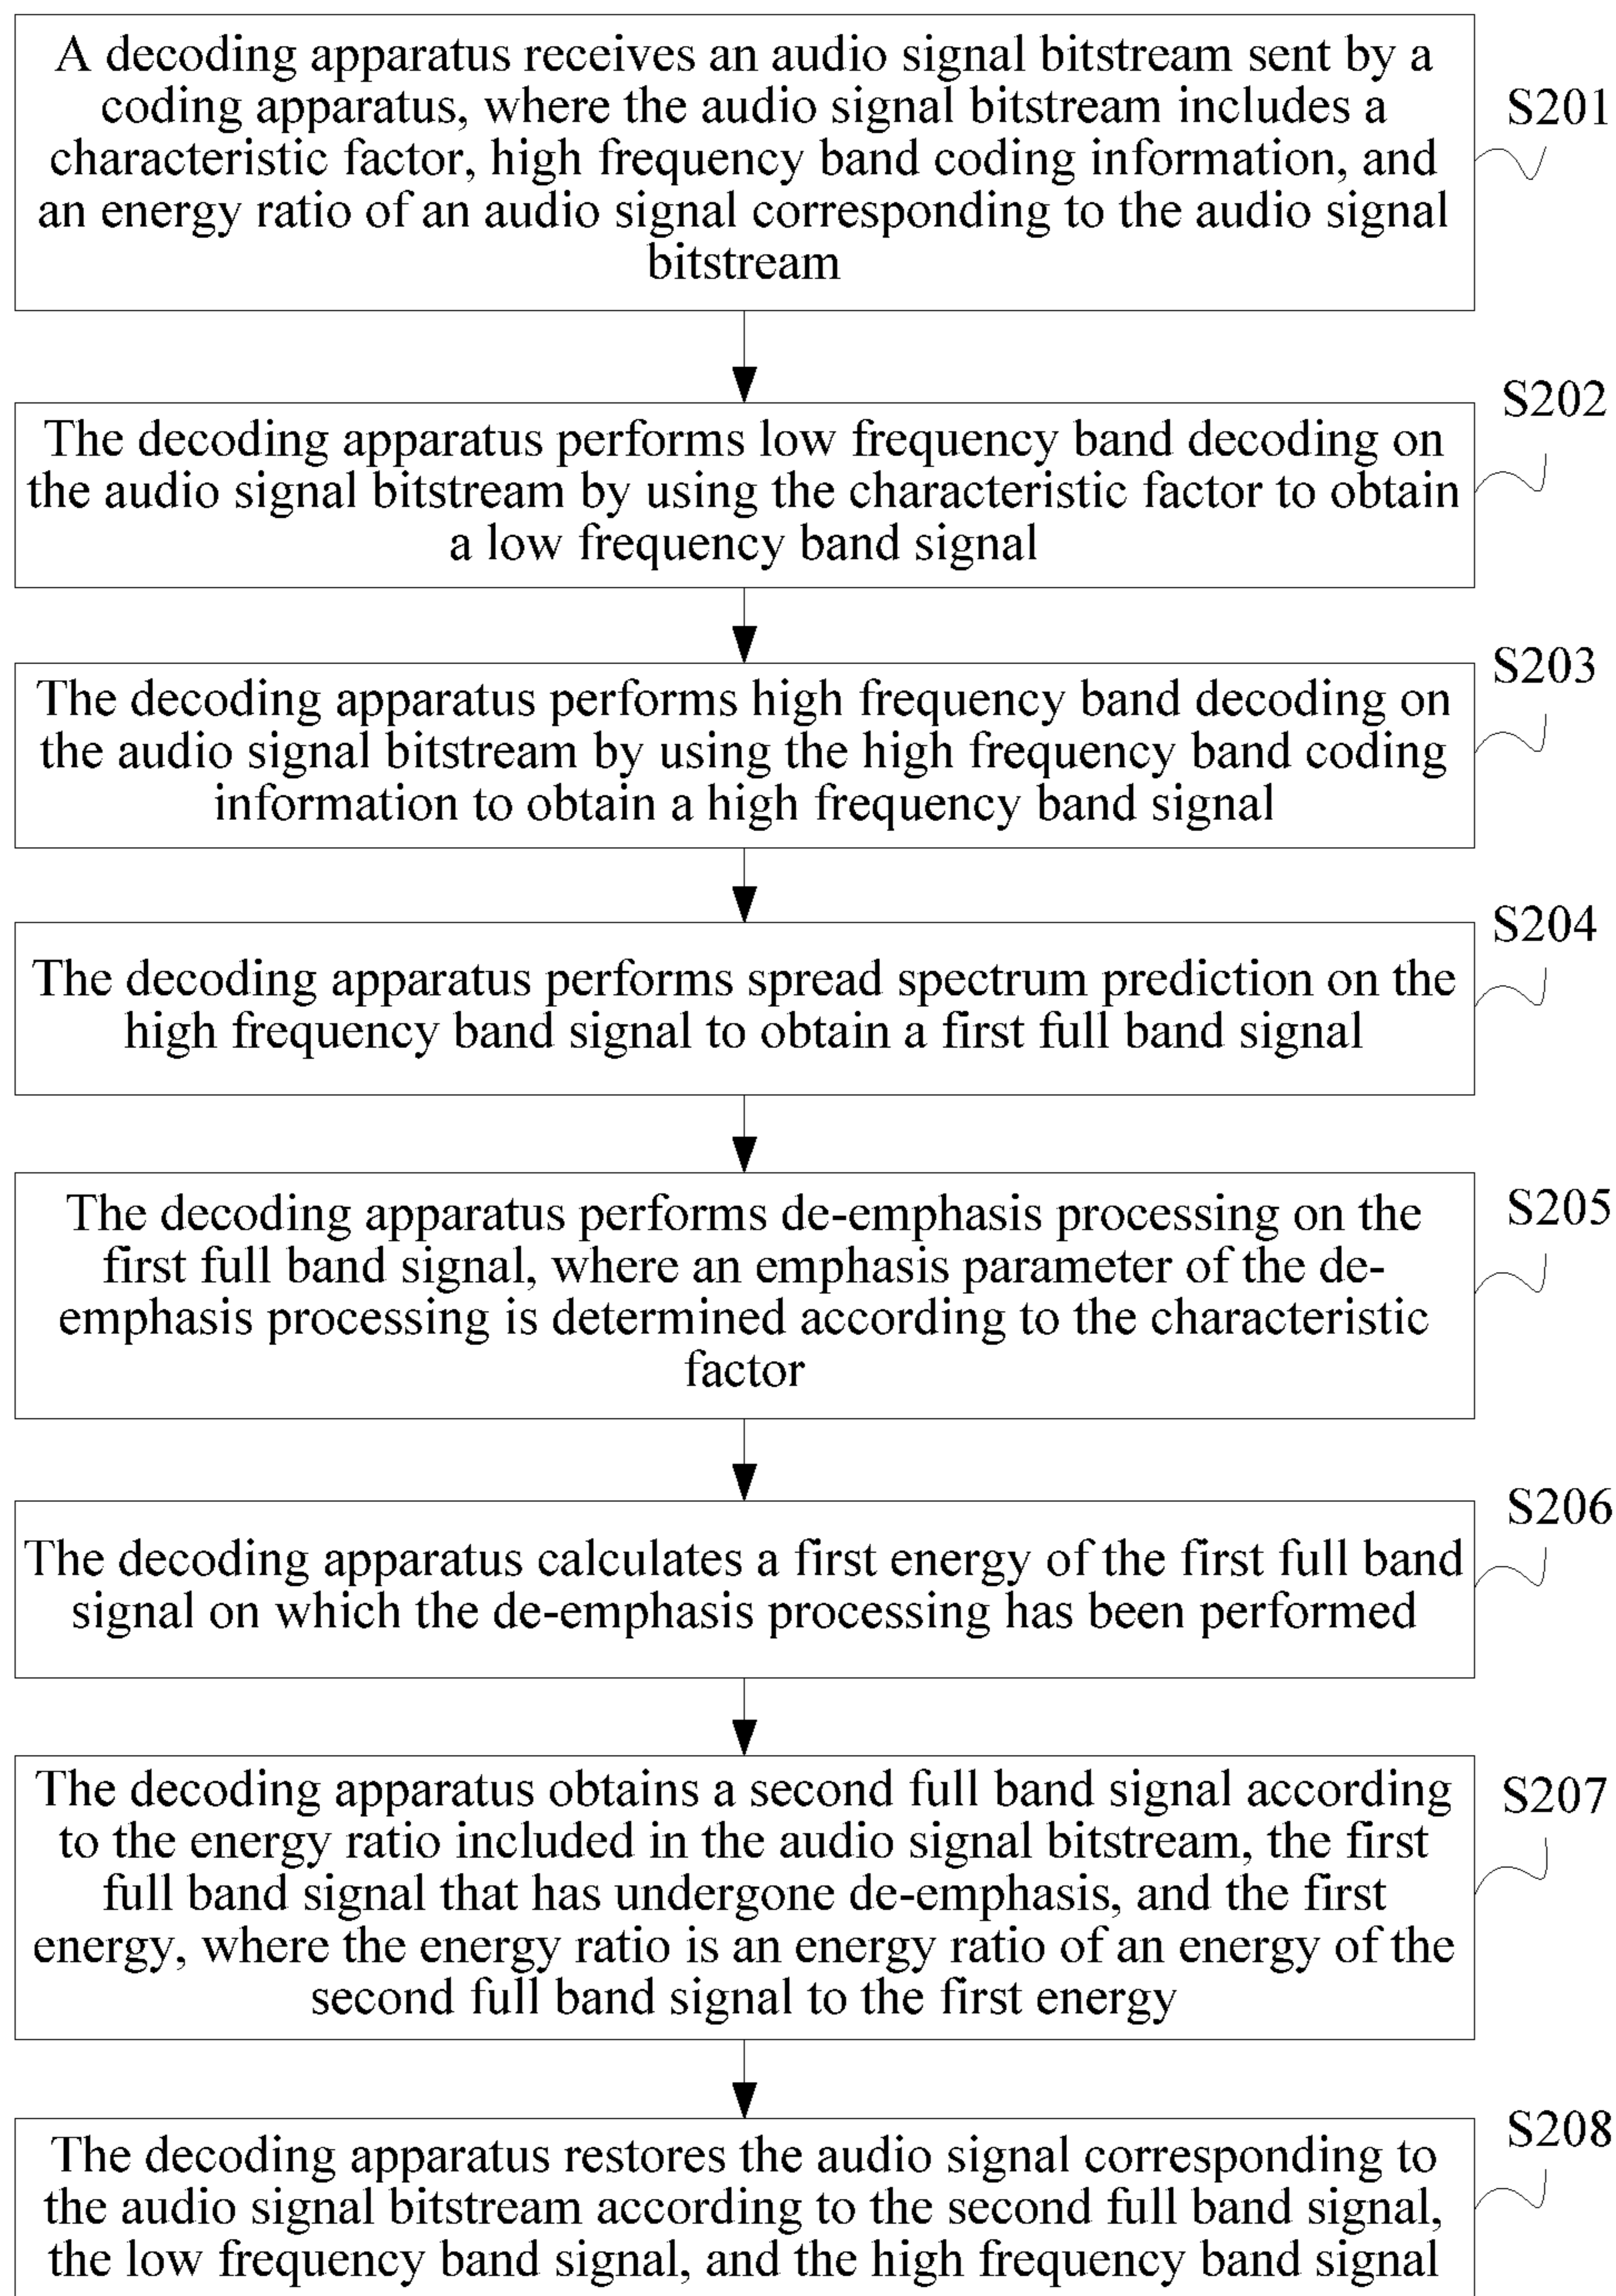 A decoding apparatus receives an audio signal bitstream sent by a
coding apparatus, where the audio signal bitstream includes a
characteristic factor, high frequency band coding information, and
an energy ratio of an audio signal corresponding to the audio signal
bitstream
S201
The decoding apparatus performs low frequency band decoding on
the audio signal bitstream by using the characteristic factor to obtain
a low frequency band signal
S202
The decoding apparatus performs high frequency band decoding on
the audio signal bitstream by using the high frequency band coding
information to obtain a high frequency band signal
S203
The decoding apparatus performs spread spectrum prediction on the
high frequency band signal to obtain a first full band signal
S204
The decoding apparatus performs de-emphasis processing on the
first full band signal, where an emphasis parameter of the de-
emphasis processing is determined according to the characteristic
factor
S205
The decoding apparatus calculates a first energy of the first full band
signal on which the de-emphasis processing has been performed
S206
The decoding apparatus obtains a second full band signal according
to the energy ratio included in the audio signal bitstream, the first
full band signal that has undergone de-emphasis, and the first
energy, where the energy ratio is an energy ratio of an energy of the
second full band signal to the first energy
S207
The decoding apparatus restores the audio signal corresponding to
the audio signal bitstream according to the second full band signal,
the low frequency band signal, and the high frequency band signal
S208